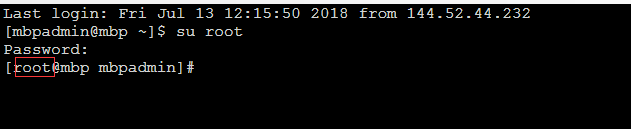 Last login: Fri Jul 13 12:15:50 2018 from 144.52.44.232
[mbpadmin@mbp ~]$ su root
Password:
[root@mbp mbpadmin]#